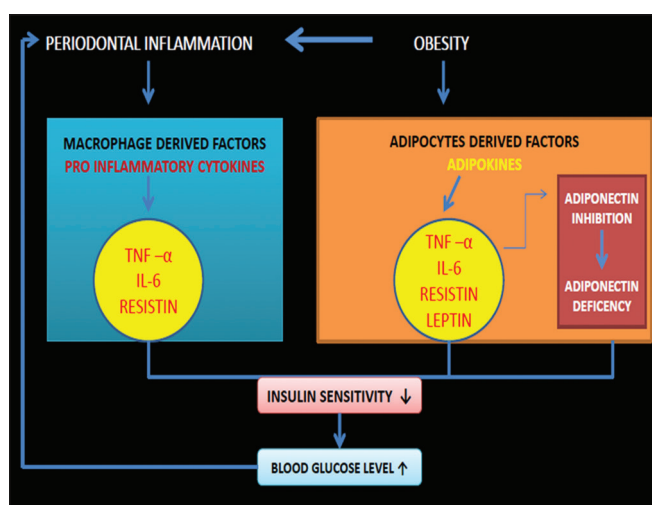 PERIODONTAL INFLAMMATION
OBESITY
MACROPHAGE DERIVED FACTORS
PRO INFLAMMATORY CYTOKINES
TNF –α
IL-6
RESISTIN
ADIPOCYTES DERIVED FACTORS
ADIPOKINES
TNF –α
IL-6
RESISTIN
LEPTIN
ADIPONECTIN
INHIBITION
ADIPONECTIN
DEFICENCY
INSULIN SENSITIVITY ↓
BLOOD GLUCOSE LEVEL ↑